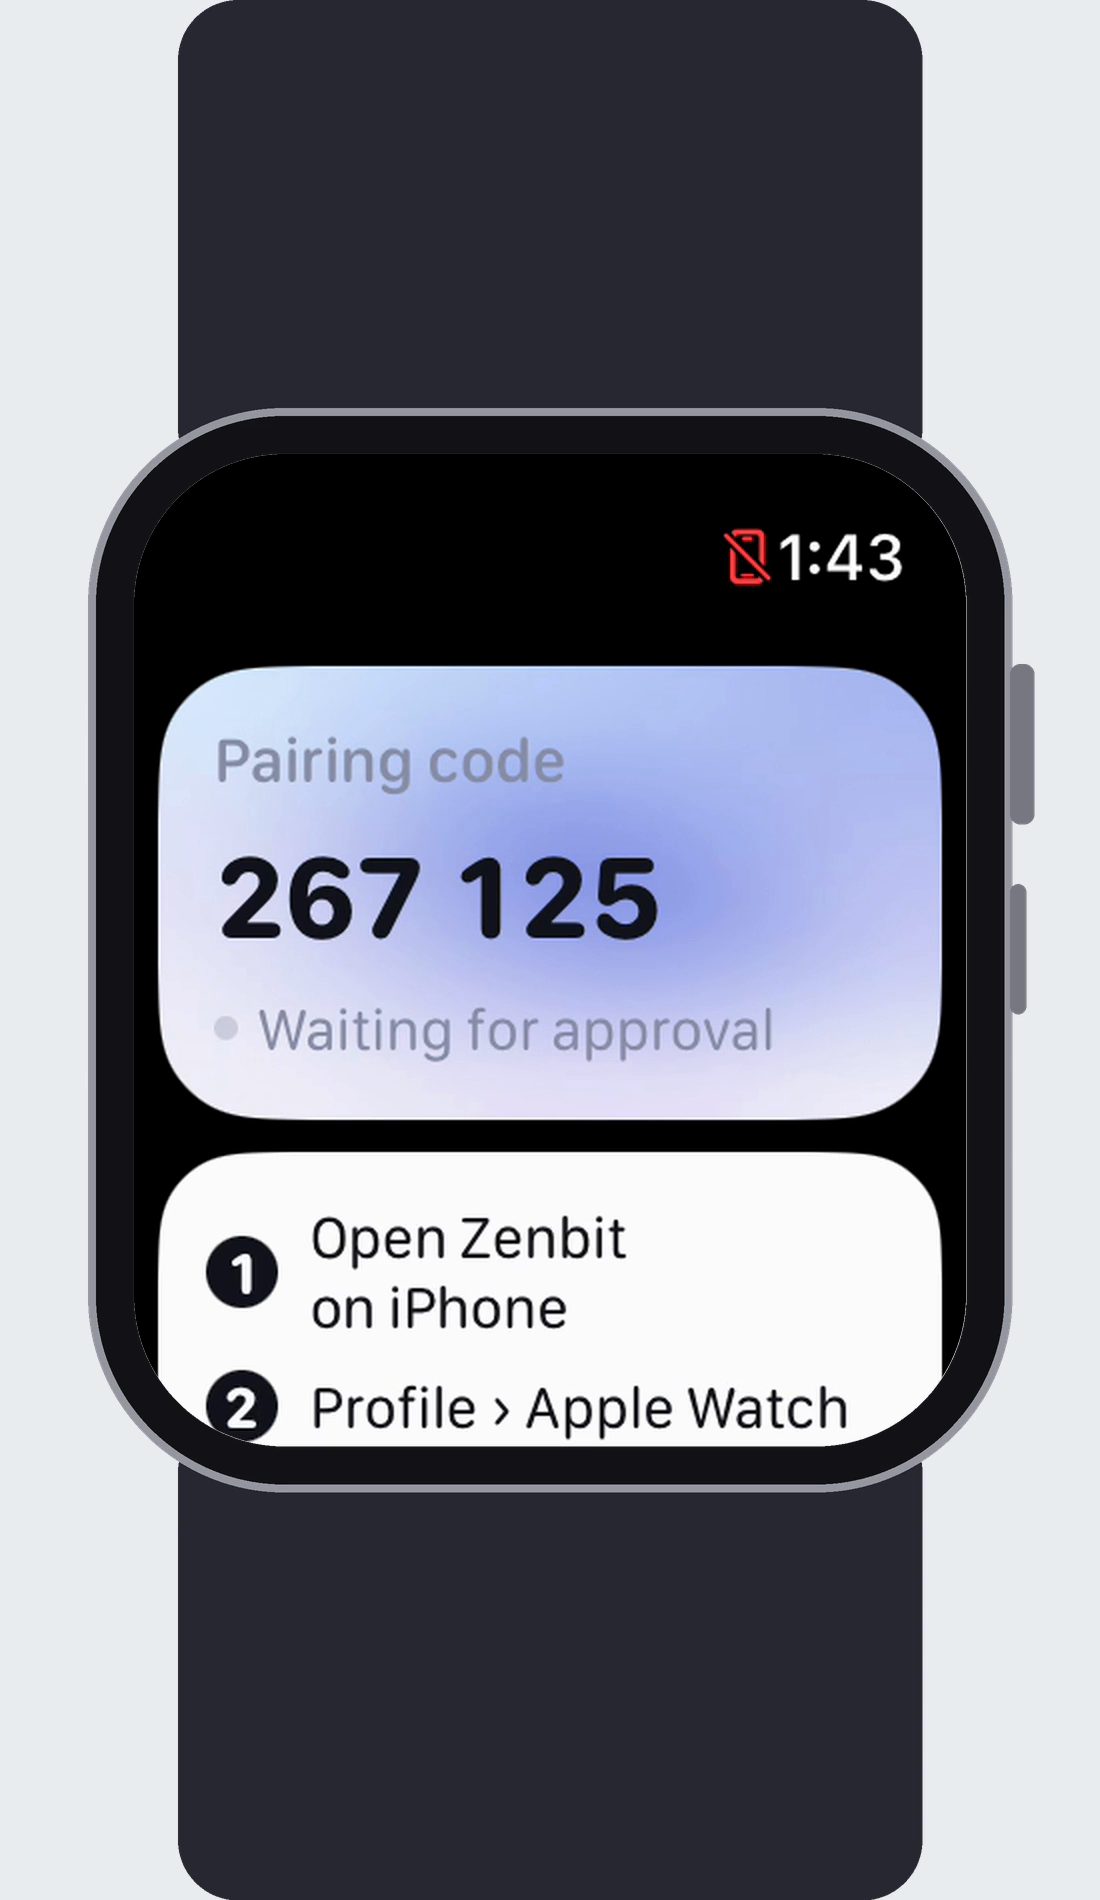 1:43
Pairing code
267 125
Waiting for approval
1 Open Zenbit
on iPhone
2 Profile › Apple Watch